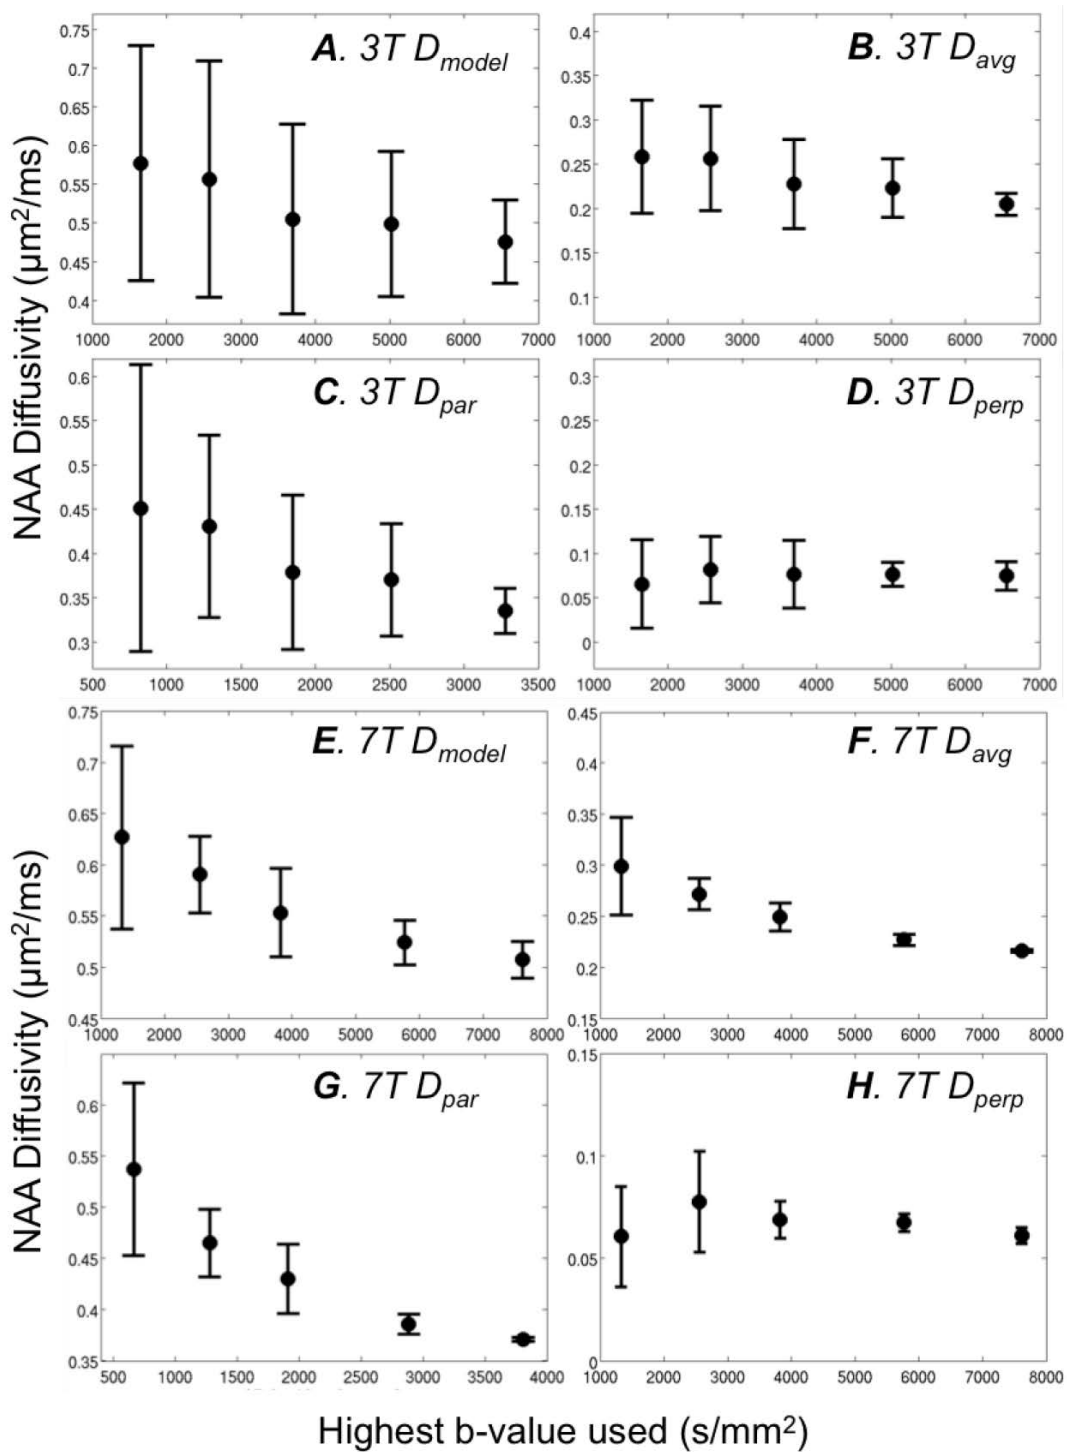 NAA Diffusivity (μm²/ms)
A. 3T D_model
0.75
0.7
0.65
0.6
0.55
0.5
0.45
0.4
1000 2000 3000 4000 5000 6000 7000
B. 3T D_avg
0.4
0.35
0.3
0.25
0.2
0.15
0.1
1000 2000 3000 4000 5000 6000 7000
C. 3T D_par
0.6
0.55
0.5
0.45
0.4
0.35
0.3
500 1000 1500 2000 2500 3000 3500
D. 3T D_perp
0.3
0.25
0.2
0.15
0.1
0.05
0
1000 2000 3000 4000 5000 6000 7000
NAA Diffusivity (μm²/ms)
E. 7T D_model
0.75
0.7
0.65
0.6
0.55
0.5
0.45
1000 2000 3000 4000 5000 6000 7000 8000
F. 7T D_avg
0.45
0.4
0.35
0.3
0.25
0.2
0.15
1000 2000 3000 4000 5000 6000 7000 8000
G. 7T D_par
0.6
0.55
0.5
0.45
0.4
0.35
500 1000 1500 2000 2500 3000 3500 4000
H. 7T D_perp
0.15
0.1
0.05
0
1000 2000 3000 4000 5000 6000 7000 8000
Highest b-value used (s/mm²)